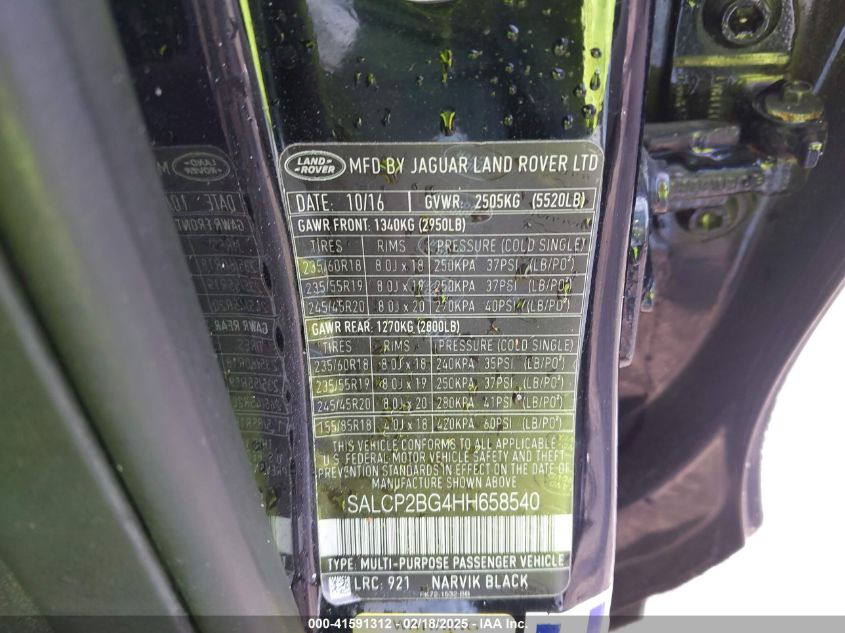 LAND ROVER MFD BY JAGUAR LAND ROVER LTD
DATE: 10/16 GVWR: 2505KG (5520LB)
GAWR FRONT: 1340KG (2950LB)
TIRES RIMS PRESSURE (COLD SINGLE)
235/60R18 8.0J x 18 250KPA 37PSI (LB/PO²)
235/55R19 8.0J x 19 250KPA 37PSI (LB/PO²)
245/45R20 8.0J x 20 270KPA 40PSI (LB/PO²)
GAWR REAR: 1270KG (2800LB)
TIRES RIMS PRESSURE (COLD SINGLE)
235/60R18 8.0J x 18 240KPA 35PSI (LB/PO²)
235/55R19 8.0J x 19 250KPA 37PSI (LB/PO²)
245/45R20 8.0J x 20 280KPA 41PSI (LB/PO²)
155/85R18 4.0J x 18 420KPA 60PSI (LB/PO²)
THIS VEHICLE CONFORMS TO ALL APPLICABLE
U.S. FEDERAL MOTOR VEHICLE SAFETY AND THEFT
PREVENTION STANDARDS IN EFFECT ON THE DATE OF
MANUFACTURE SHOWN ABOVE
SALCP2BG4HH658540
TYPE: MULTI-PURPOSE PASSENGER VEHICLE
LRC: 921 NARVIK BLACK
000-41591312 - 02/18/2025 - IAAI.COM